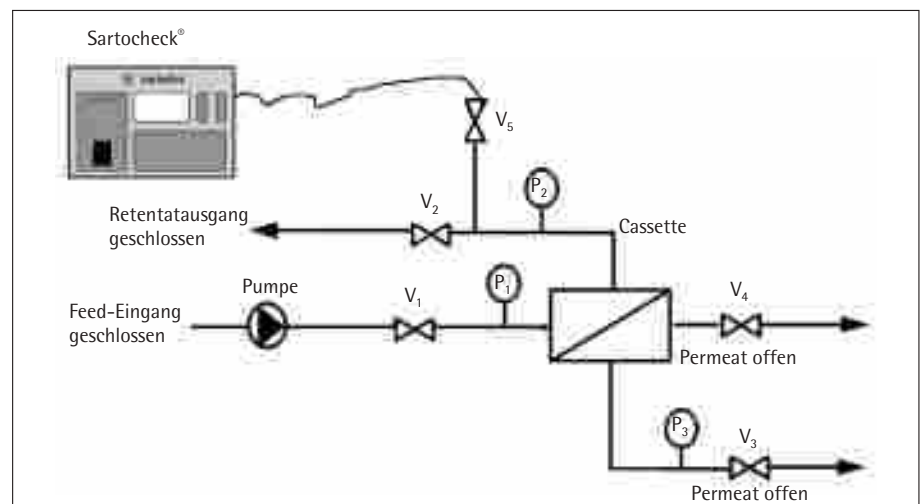 Sartocheck®
V₅
P₂
V₂
Retentatausgang
geschlossen
Cassette
Pumpe
V₁
P₁
V₄
Feed-Eingang
geschlossen
Permeat offen
P₃
V₃
Permeat offen